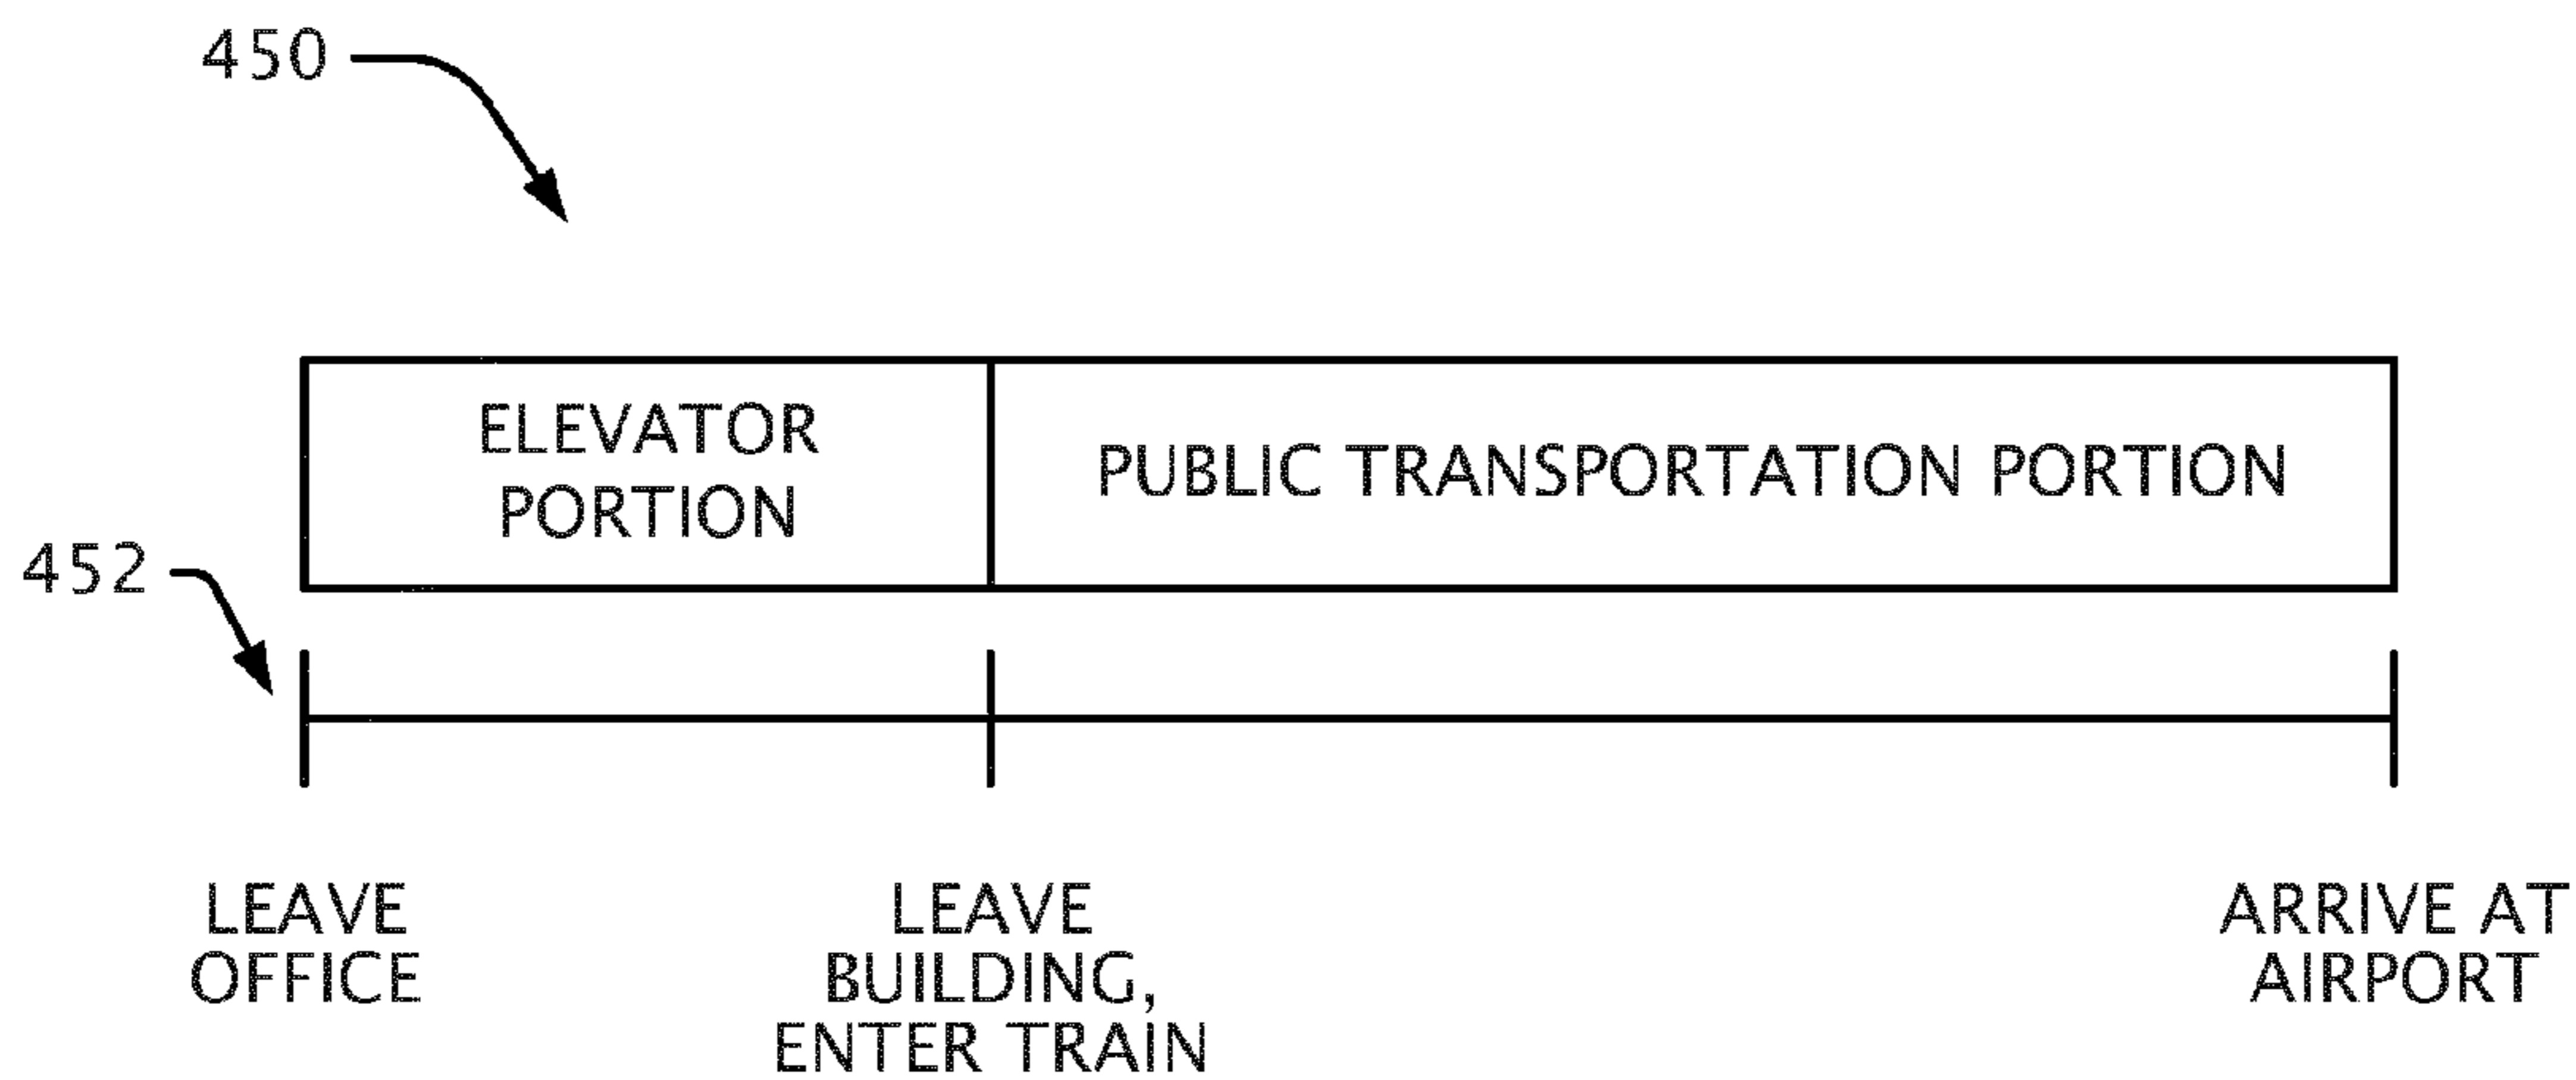 450
ELEVATOR
PORTION
PUBLIC TRANSPORTATION PORTION
452
LEAVE
OFFICE
LEAVE
BUILDING,
ENTER TRAIN
ARRIVE AT
AIRPORT